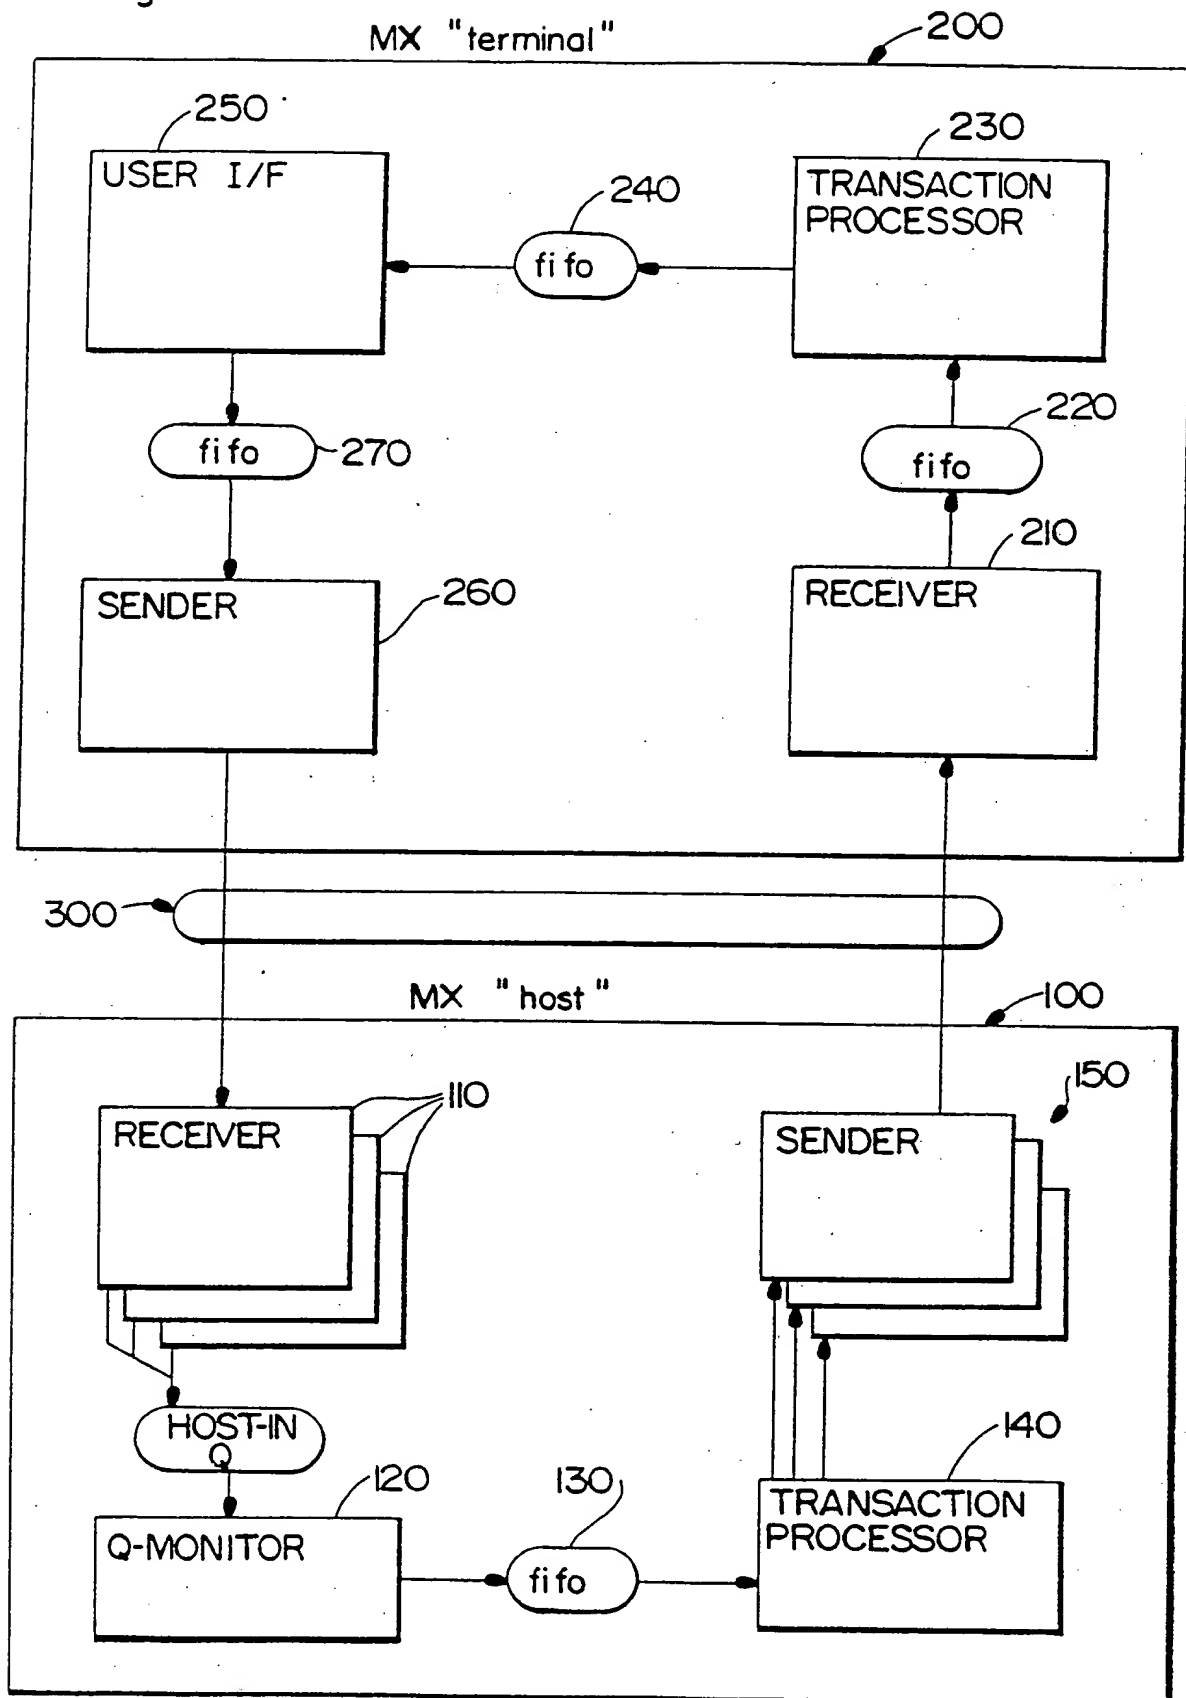 MX "terminal"
200
250
USER I/F
240
fifo
230
TRANSACTION
PROCESSOR
fifo
270
220
fifo
210
SENDER
260
RECEIVER
300
MX "host"
100
110
RECEIVER
150
SENDER
HOST-IN
Q
120
Q-MONITOR
130
fifo
140
TRANSACTION
PROCESSOR